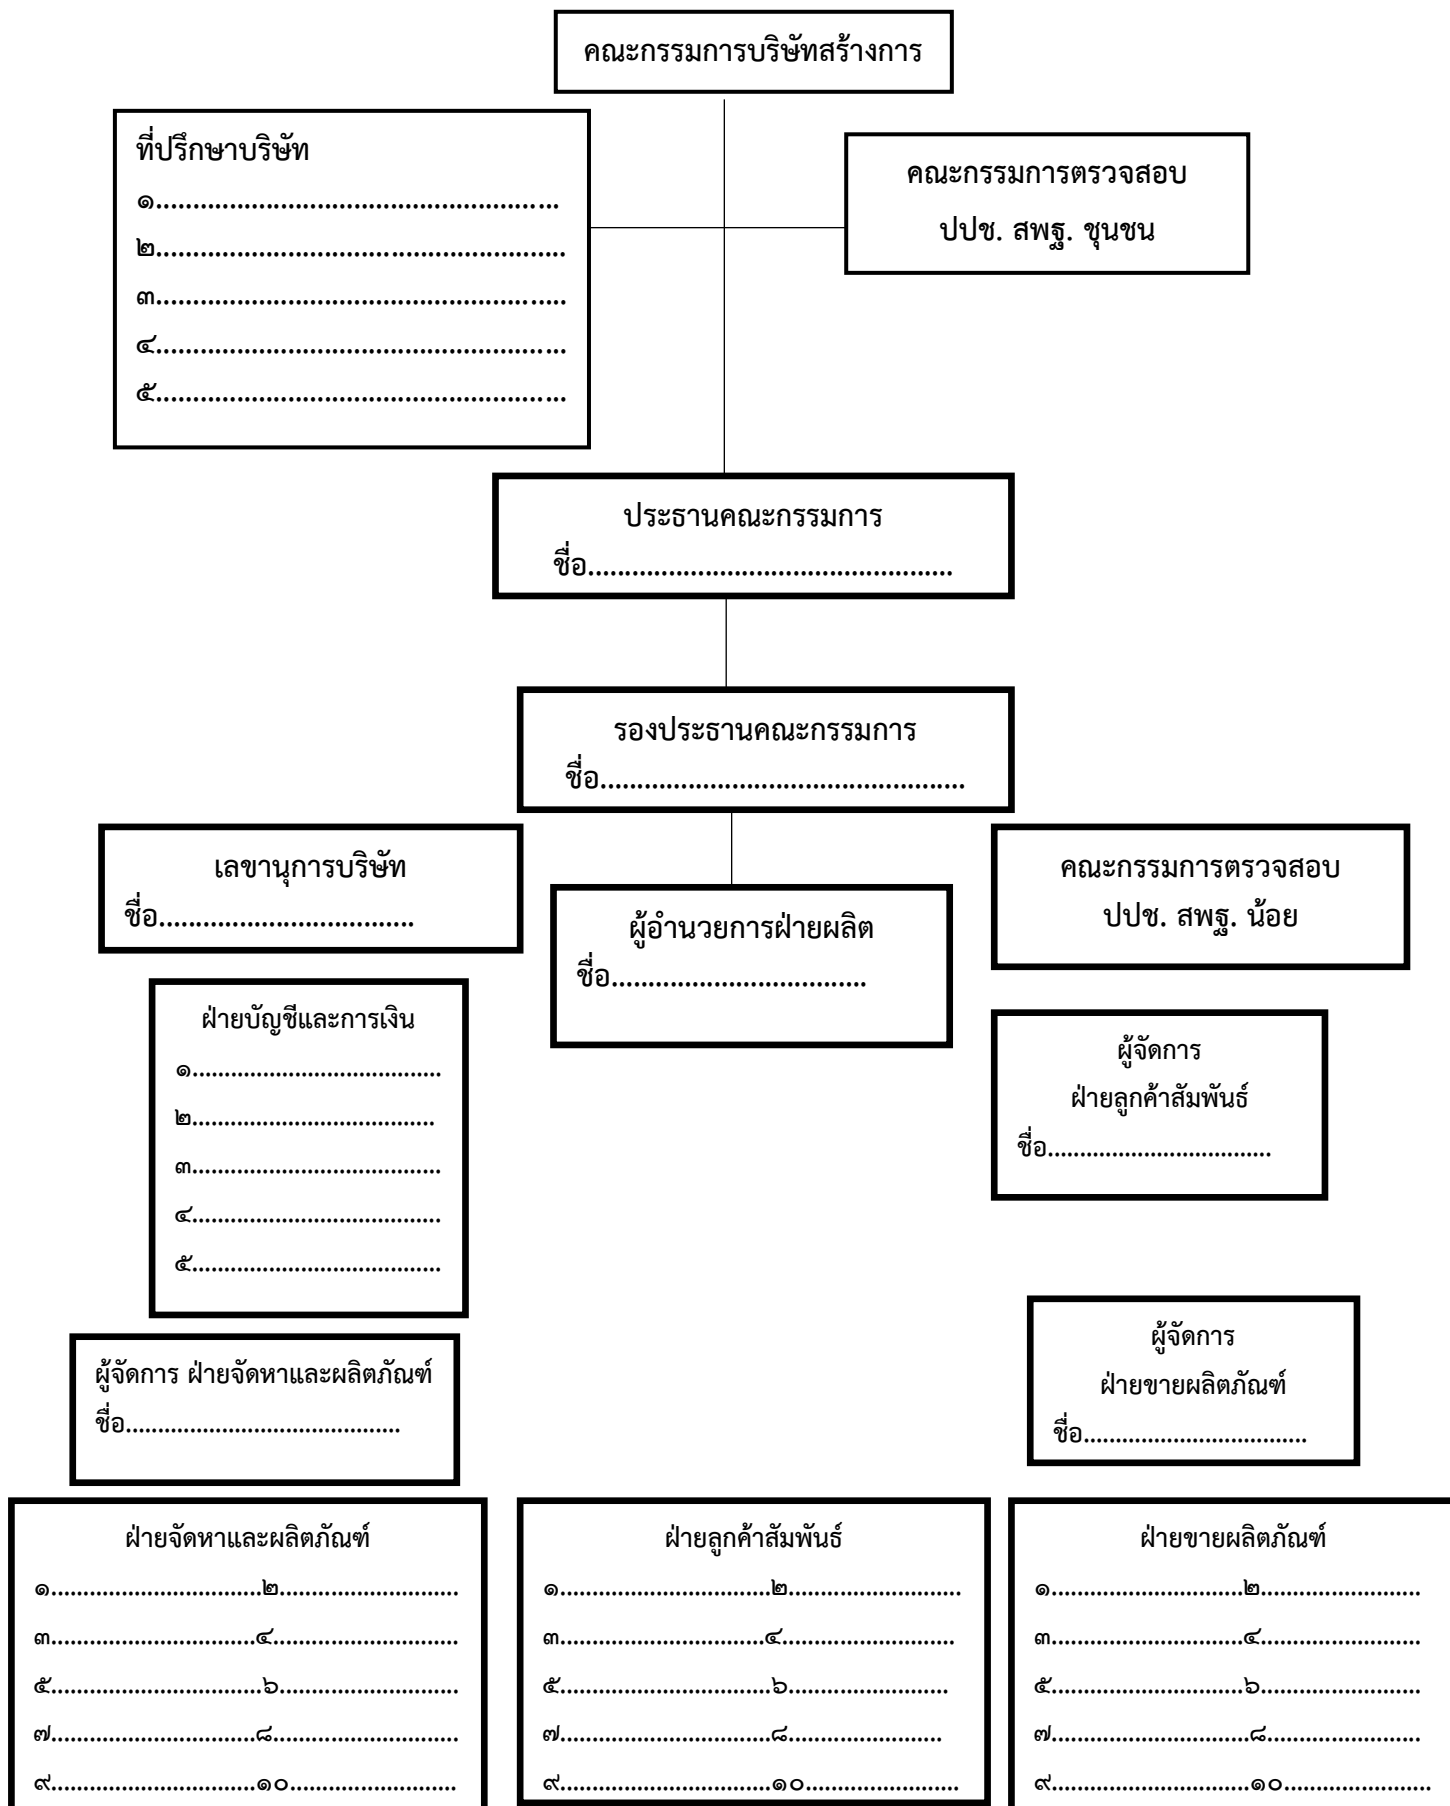 คณะกรรมการบริษัทสร้างการ
ที่ปรึกษาบริษัท
๑.......................................................
๒........................................................
๓........................................................
๔........................................................
๕........................................................
คณะกรรมการตรวจสอบ
ปปช. สพฐ. ชุนชน
ประธานคณะกรรมการ
ชื่อ..................................................
รองประธานคณะกรรมการ
ชื่อ..................................................
เลขานุการบริษัท
ชื่อ...................................
ผู้อำนวยการฝ่ายผลิต
ชื่อ...................................
คณะกรรมการตรวจสอบ
ปปช. สพฐ. น้อย
ฝ่ายบัญชีและการเงิน
๑.......................................
๒......................................
๓.......................................
๔.......................................
๕.......................................
ผู้จัดการ
ฝ่ายลูกค้าสัมพันธ์
ชื่อ...................................
ผู้จัดการ ฝ่ายจัดหาและผลิตภัณฑ์
ชื่อ...........................................
ผู้จัดการ
ฝ่ายขายผลิตภัณฑ์
ชื่อ...................................
ฝ่ายจัดหาและผลิตภัณฑ์
๑.................................๒............................
๓................................๔.............................
๕.................................๖............................
๗................................๘.............................
๙................................๑๐..........................
ฝ่ายลูกค้าสัมพันธ์
๑.................................๒...........................
๓................................๔...........................
๕.................................๖.........................
๗.................................๘........................
๙.................................๑๐........................
ฝ่ายขายผลิตภัณฑ์
๑..............................๒.........................
๓..............................๔.........................
๕..............................๖.........................
๗...............................๘........................
๙...............................๑๐.......................